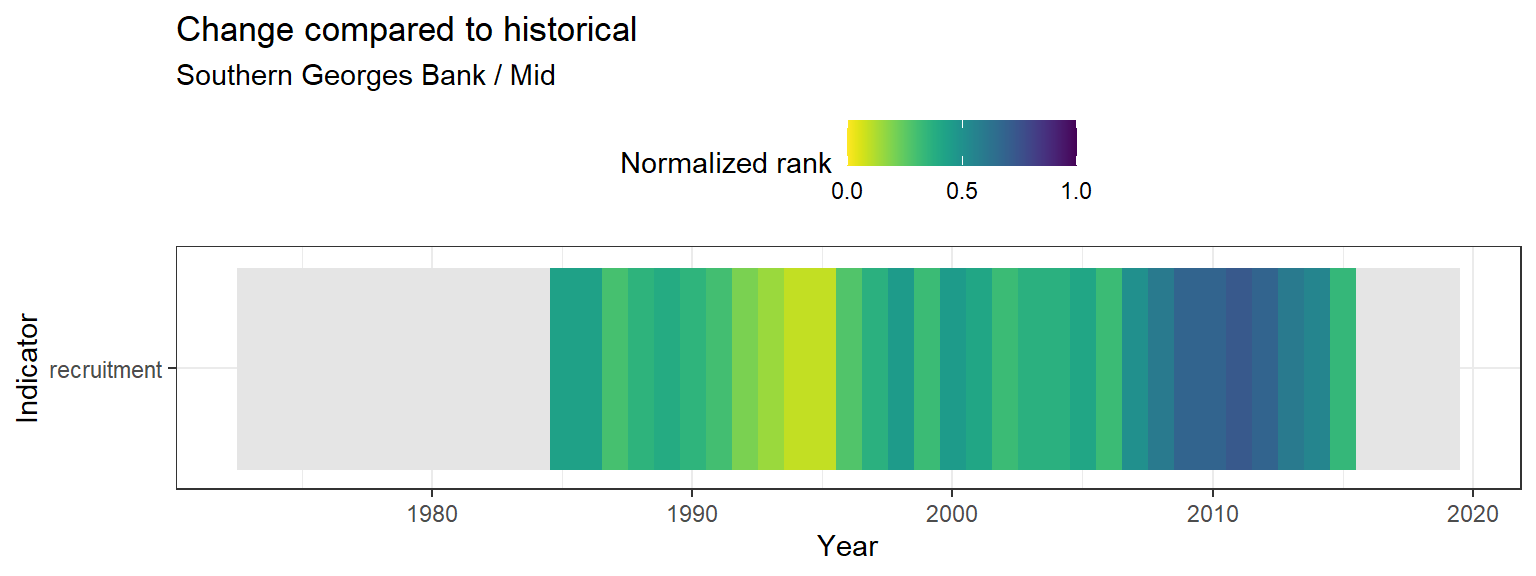 Change compared to historical
Southern Georges Bank / Mid
Normalized rank
0.0 0.5 1.0
Indicator
recruitment
1980 1990 2000 2010 2020
Year